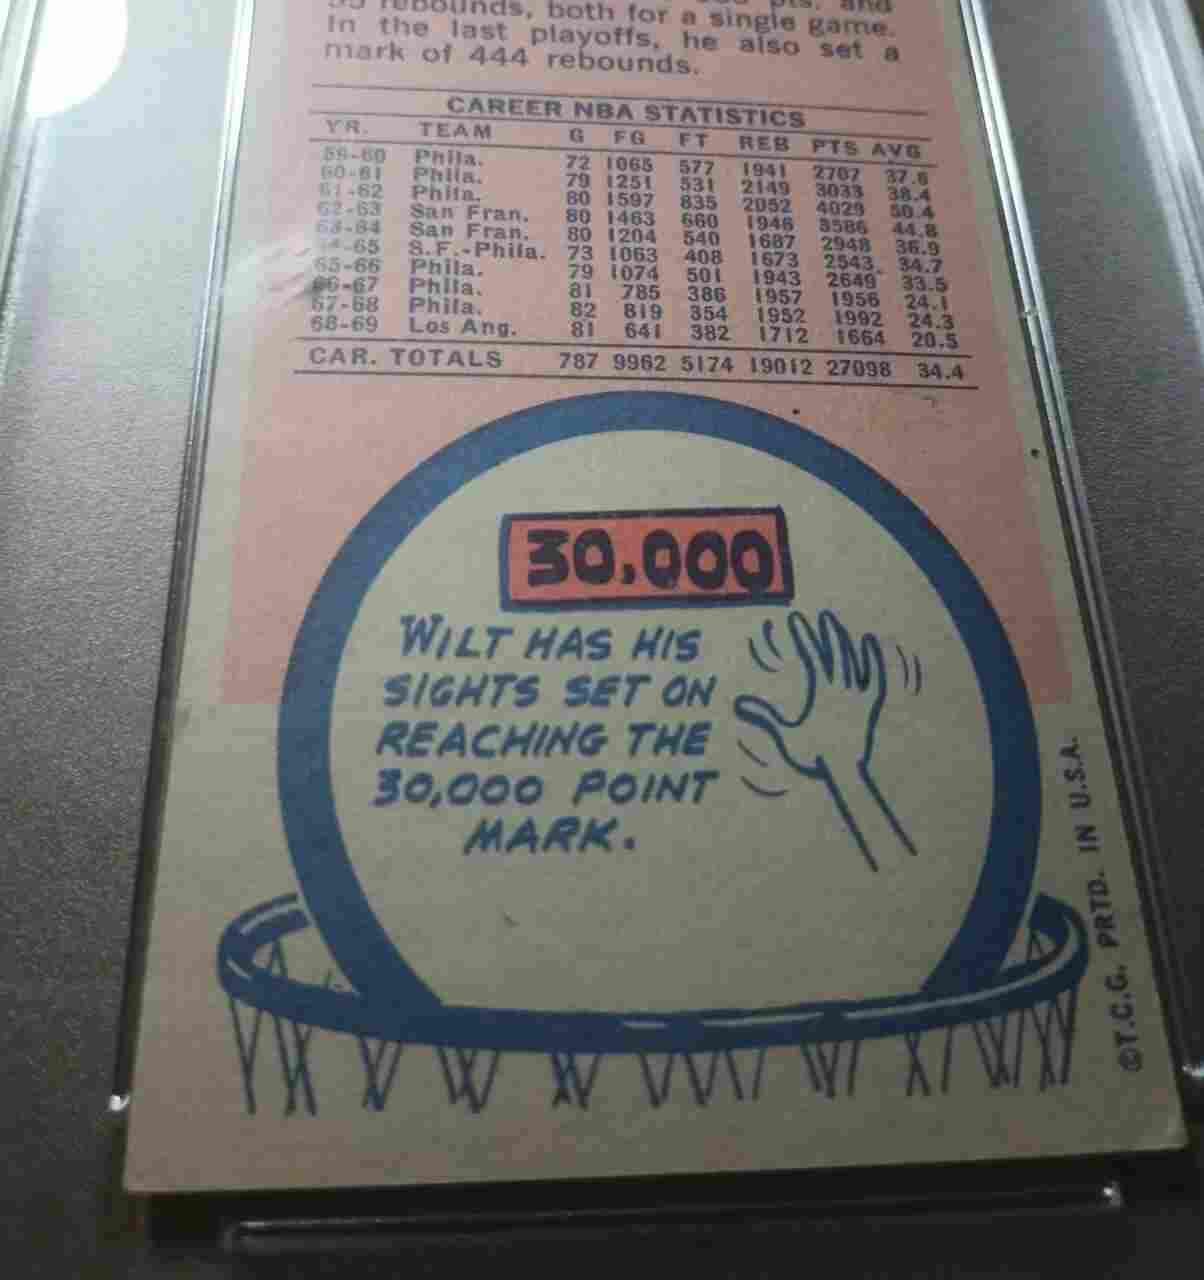 rebounds, both for a single game.
In the last playoffs, he also set a
mark of 444 rebounds.
CAREER NBA STATISTICS
YR. TEAM G FG FT REB PTS AVG
59-60 Phila. 72 1065 577 1941 2707 37.6
60-61 Phila. 79 1251 531 2149 3033 38.4
61-62 Phila. 80 1597 835 2052 4029 50.4
62-63 San Fran. 80 1463 660 1946 3586 44.8
63-64 San Fran. 80 1204 540 1687 2948 36.9
-65 S.F.-Phila. 73 1063 408 1673 2543 34.7
65-66 Phila. 79 1074 501 1943 2649 33.5
66-67 Phila. 81 785 386 1957 1956 24.1
67-68 Phila. 82 819 354 1952 1992 24.3
68-69 Los Ang. 81 641 382 1712 1664 20.5
CAR. TOTALS 787 9962 5174 19012 27098 34.4
30,000
WILT HAS HIS
SIGHTS SET ON
REACHING THE
30,000 POINT
MARK.
©T.C.G. PRTD. IN U.S.A.